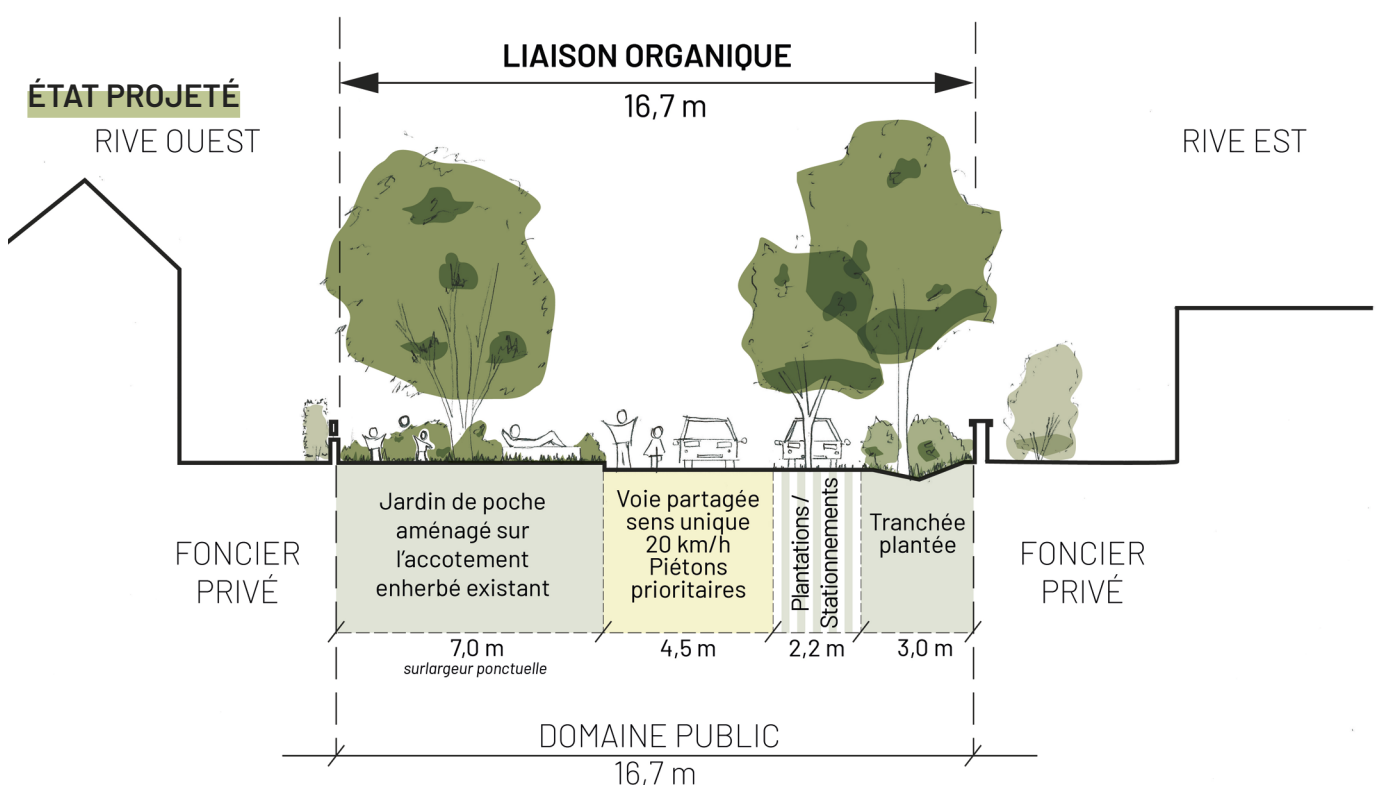 LIAISON ORGANIQUE
16,7 m
ÉTAT PROJETÉ
RIVE OUEST
RIVE EST
Jardin de poche
aménagé sur
l'accotement
enherbé existant
Voie partagée
sens unique
20 km/h
Piétons
prioritaires
Plantations /
Stationnements
Tranchée
plantée
FONCIER
PRIVÉ
FONCIER
PRIVÉ
7,0 m
surlargeur ponctuelle
4,5 m
2,2 m
3,0 m
DOMAINE PUBLIC
16,7 m